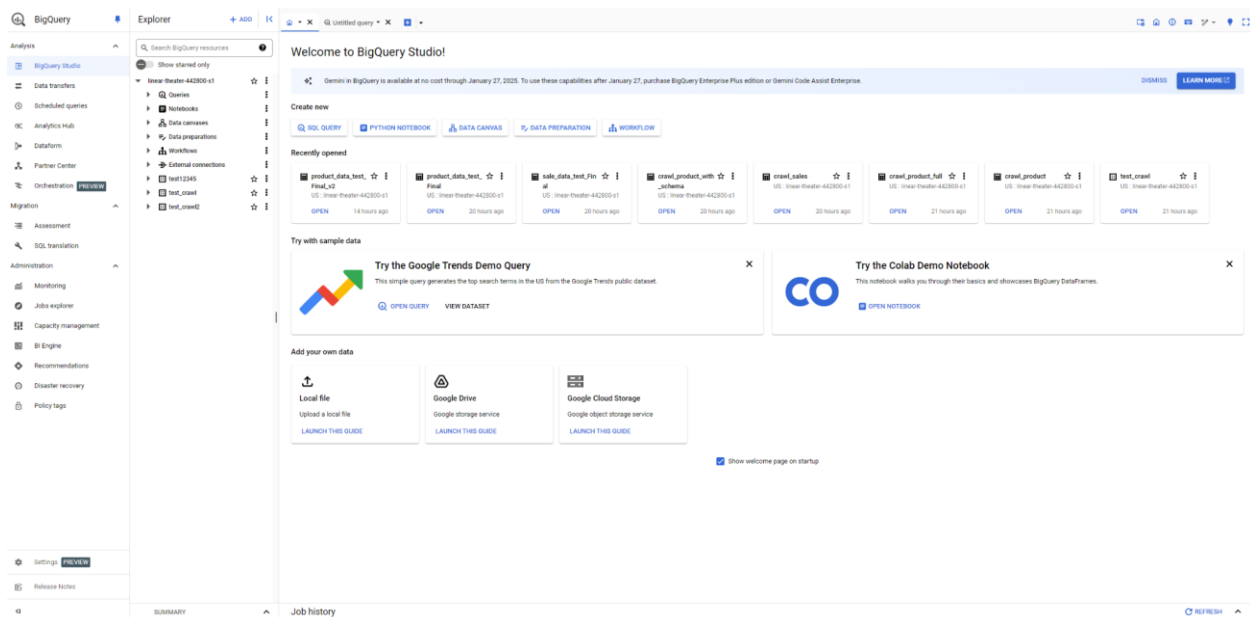 BigQuery
Analysis
BigQuery Studio
Data transfers
Scheduled queries
Analytics Hub
Dataform
Partner Center
Orchestration PREVIEW
Migration
Assessment
SQL translation
Administration
Monitoring
Jobs explorer
Capacity management
BI Engine
Recommendations
Disaster recovery
Policy tags
Settings PREVIEW
Release Notes
Explorer
+ ADD
Search BigQuery resources
Show starred only
linear-theater-442800-s1
Queries
Notebooks
Data canvases
Data preparations
Workflows
External connections
test12345
test_crawl
test_crawl2
SUMMARY
Untitled query
Welcome to BigQuery Studio!
Gemini in BigQuery is available at no cost through January 27, 2025. To use these capabilities after January 27, purchase BigQuery Enterprise Plus edition or Gemini Code Assist Enterprise.
DISMISS
LEARN MORE
Create new
SQL QUERY
PYTHON NOTEBOOK
DATA CANVAS
DATA PREPARATION
WORKFLOW
Recently opened
product_data_test_
Final_v2
US : linear-theater-442800-s1
OPEN 14 hours ago
product_data_test_
Final
US : linear-theater-442800-s1
OPEN 20 hours ago
sale_data_test_Fin
al
US : linear-theater-442800-s1
OPEN 20 hours ago
crawl_product_with
_schema
US : linear-theater-442800-s1
OPEN 20 hours ago
crawl_sales
US : linear-theater-442800-s1
OPEN 20 hours ago
crawl_product_full
US : linear-theater-442800-s1
OPEN 21 hours ago
crawl_product
US : linear-theater-442800-s1
OPEN 21 hours ago
test_crawl
US : linear-theater-442800-s1
OPEN 21 hours ago
Try with sample data
Try the Google Trends Demo Query
This simple query generates the top search terms in the US from the Google Trends public dataset.
OPEN QUERY VIEW DATASET
CO
Try the Colab Demo Notebook
This notebook walks you through their basics and showcases BigQuery DataFrames.
OPEN NOTEBOOK
Add your own data
Local file
Upload a local file
LAUNCH THIS GUIDE
Google Drive
Google storage service
LAUNCH THIS GUIDE
Google Cloud Storage
Google object storage service
LAUNCH THIS GUIDE
Show welcome page on startup
Job history
REFRESH